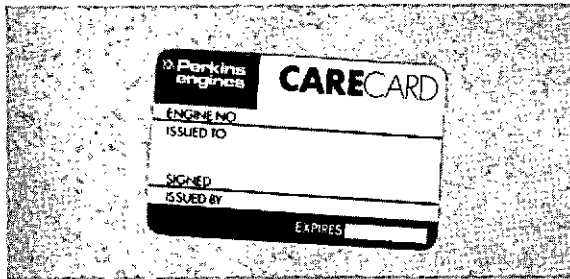 Perkins
engines
CARECARD
ENGINE NO
ISSUED TO
SIGNED
ISSUED BY
EXPIRES